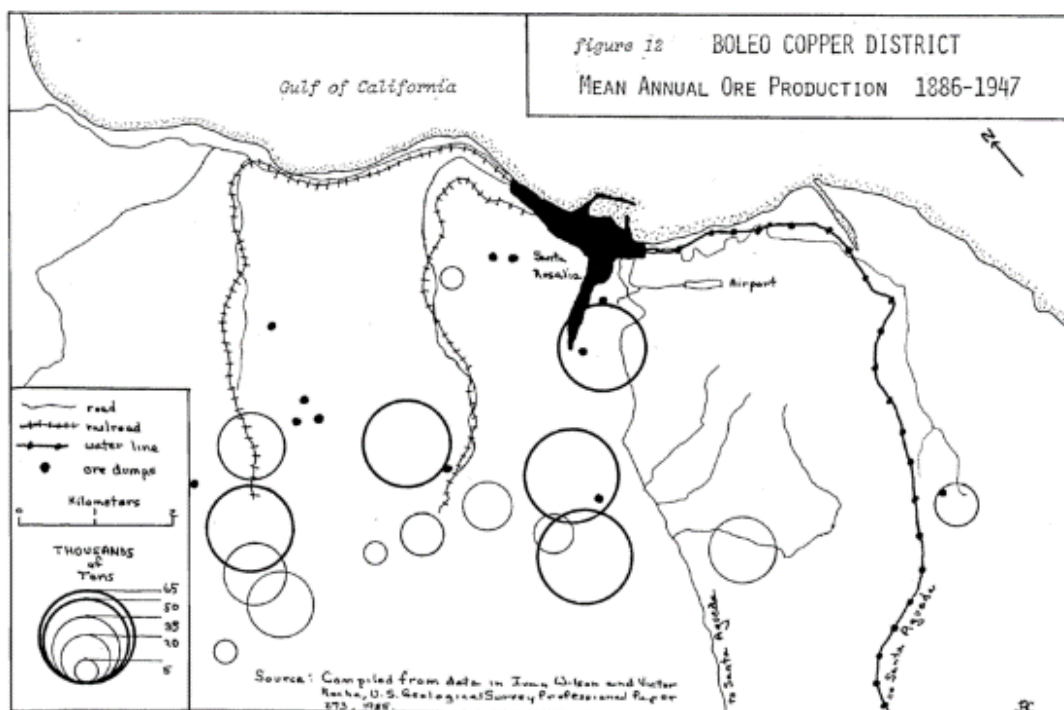 figure 12 BOLEO COPPER DISTRICT
MEAN ANNUAL ORE PRODUCTION 1886-1947
Gulf of California
N
Santa
Rosalia
Airport
road
railroad
water line
ore dumps
Kilometers
0 2
THOUSANDS
of
Tons
65
50
35
20
5
to Santa Agueda
to Santa Agueda
Source: Compiled from data in Ivan Wilson and Victor
Rocha, U.S. Geological Survey Professional Paper
273, 1955.